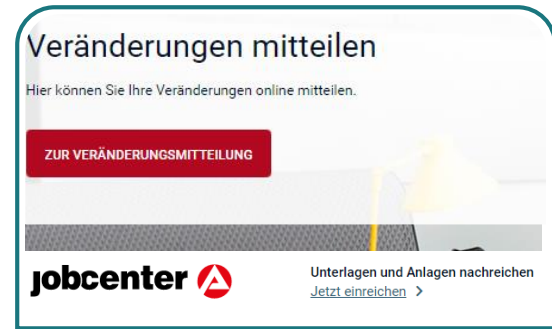 Veränderungen mitteilen
Hier können Sie Ihre Veränderungen online mitteilen.
ZUR VERÄNDERUNGSMITTEILUNG
jobcenter
Unterlagen und Anlagen nachreichen
Jetzt einreichen